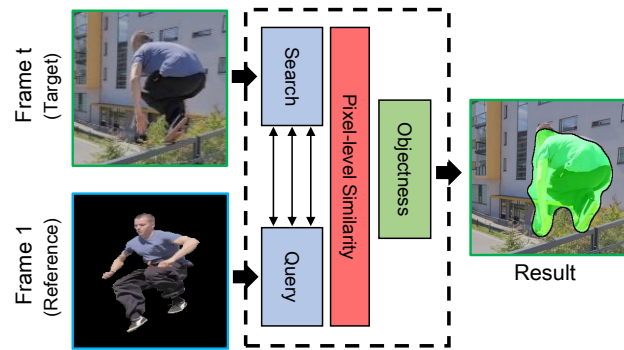 Frame t
(Target)
Search
Query
Pixel-level Similarity
Objectness
Frame 1
(Reference)
Result